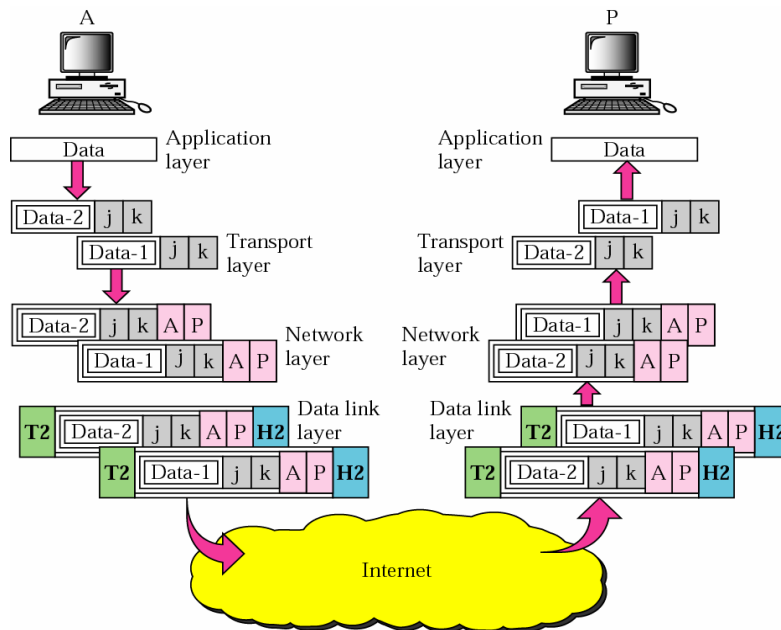 A
P
Data
Application
layer
Application
layer
Data
Data-2 j k
Data-1 j k
Transport
layer
Transport
layer
Data-1 j k
Data-2 j k
Data-2 j k A P
Data-1 j k A P
Network
layer
Network
layer
Data-1 j k A P
Data-2 j k A P
T2 Data-2 j k A P H2
T2 Data-1 j k A P H2
Data link
layer
Data link
layer
T2 Data-1 j k A P H2
T2 Data-2 j k A P H2
Internet